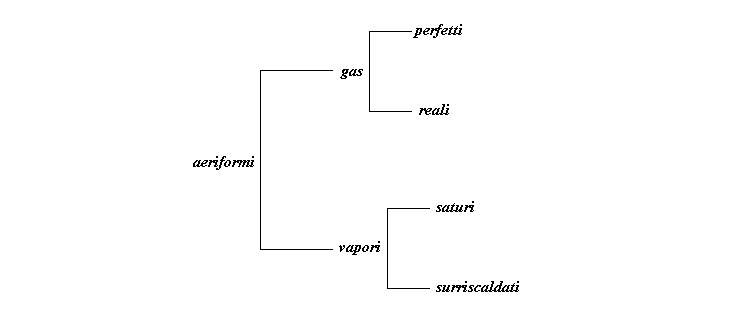 perfetti
gas
reali
aeriformi
saturi
vapori
surriscaldati